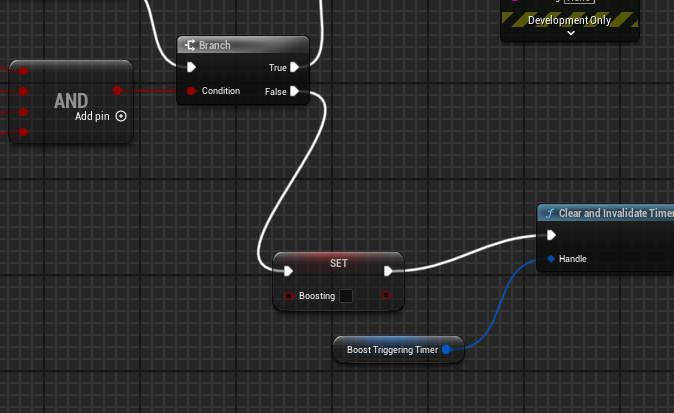 Development Only
Branch
True
Condition
False
AND
Add pin
Clear and Invalidate Timer
Handle
SET
Boosting
Boost Triggering Timer